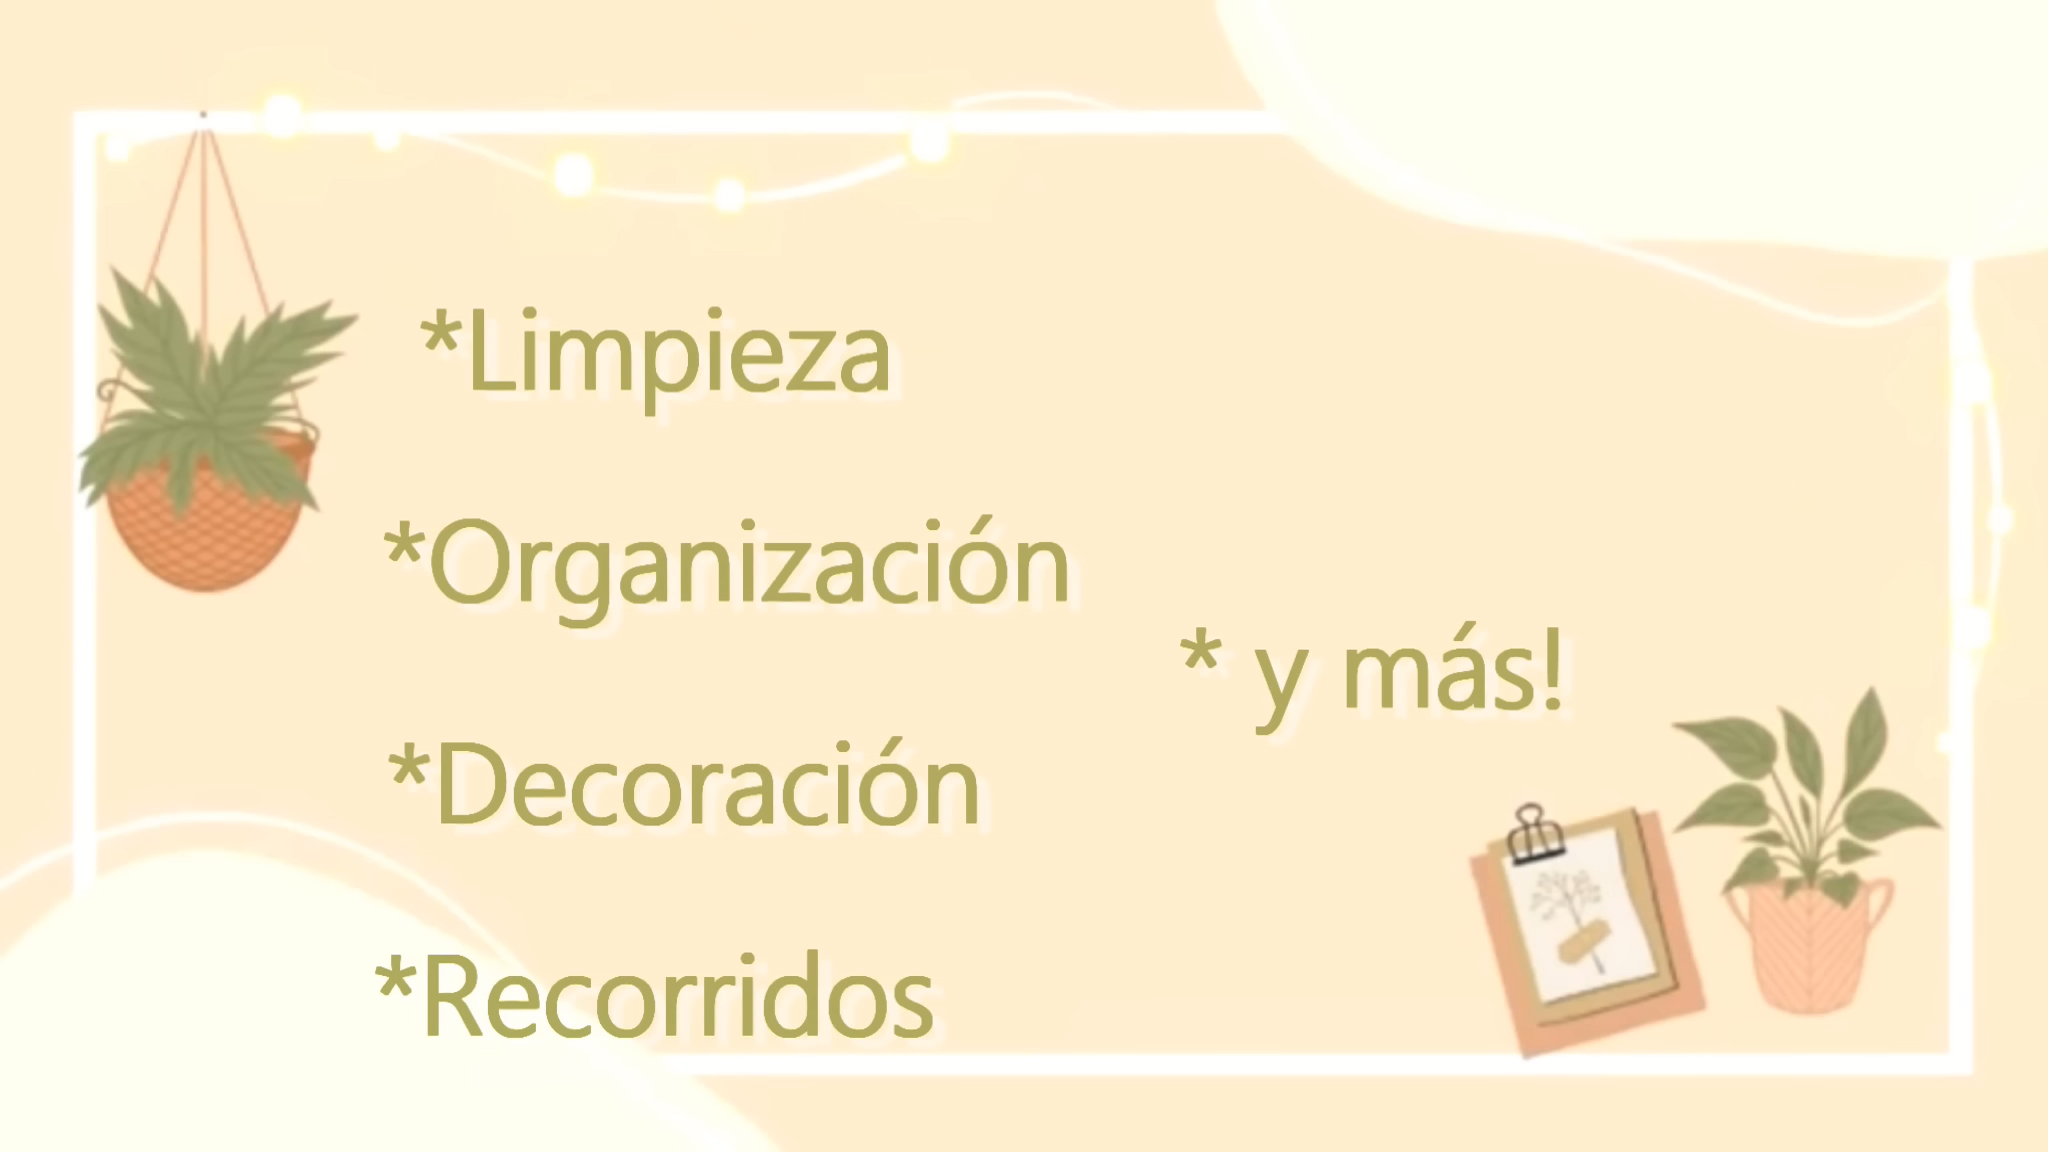 *Limpieza
*Organización
*Decoración
*Recorridos
* y más!